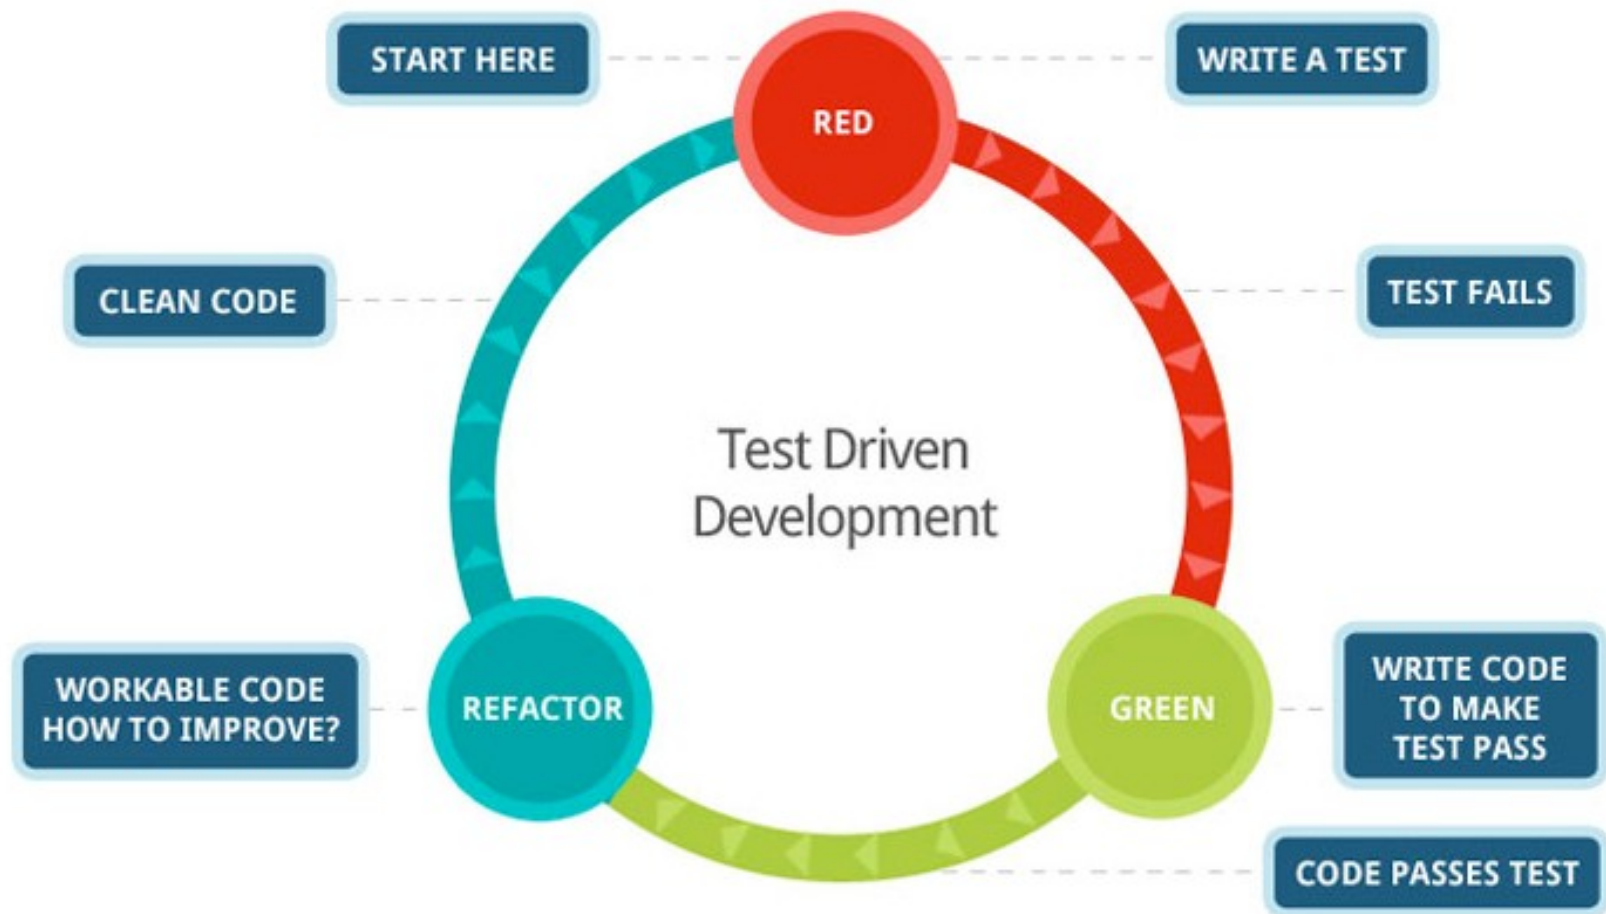 START HERE
WRITE A TEST
RED
CLEAN CODE
TEST FAILS
Test Driven
Development
WORKABLE CODE
HOW TO IMPROVE?
REFACTOR
GREEN
WRITE CODE
TO MAKE
TEST PASS
CODE PASSES TEST